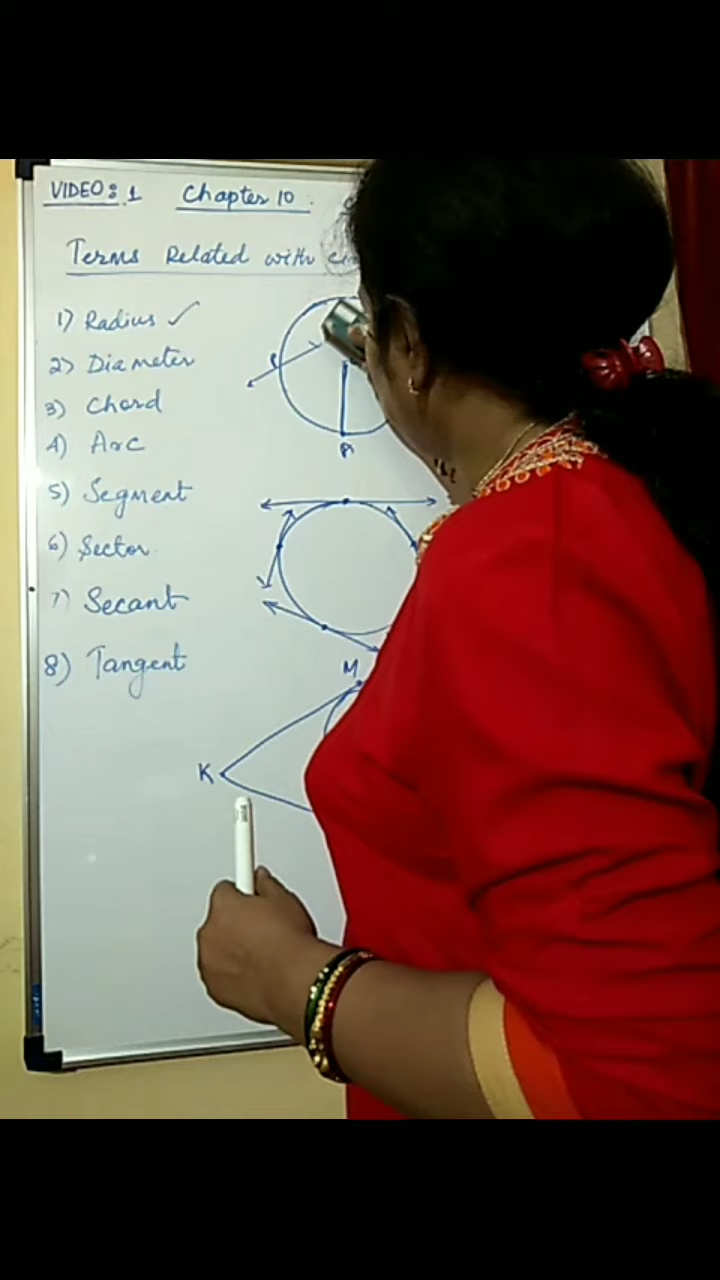 VIDEO: 1 Chapter 10
Terms Related with
1) Radius ✓
2) Diameter
3) Chord
4) Arc
5) Segment
6) Sector
7) Secant
8) Tangent
M
K